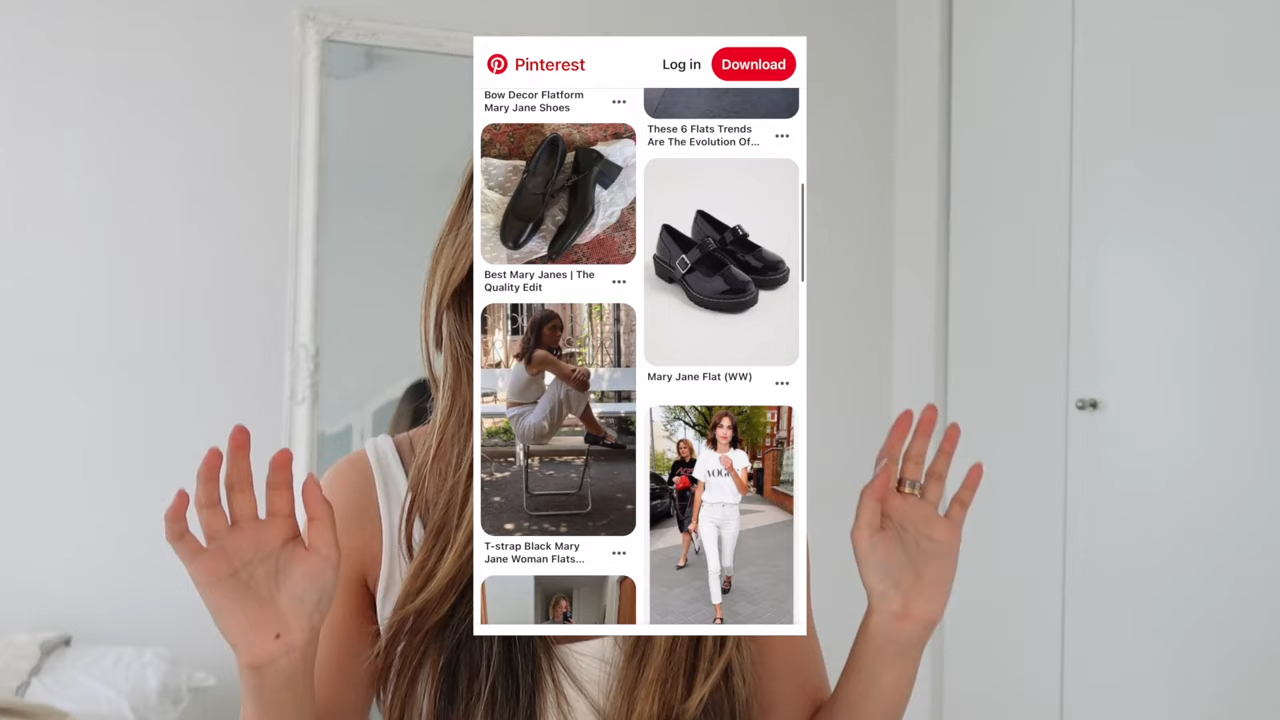 Pinterest
Log in
Download
Bow Decor Flatform
Mary Jane Shoes
These 6 Flats Trends
Are The Evolution Of...
Best Mary Janes | The
Quality Edit
Mary Jane Flat (WW)
VOGUE
T-strap Black Mary
Jane Woman Flats...